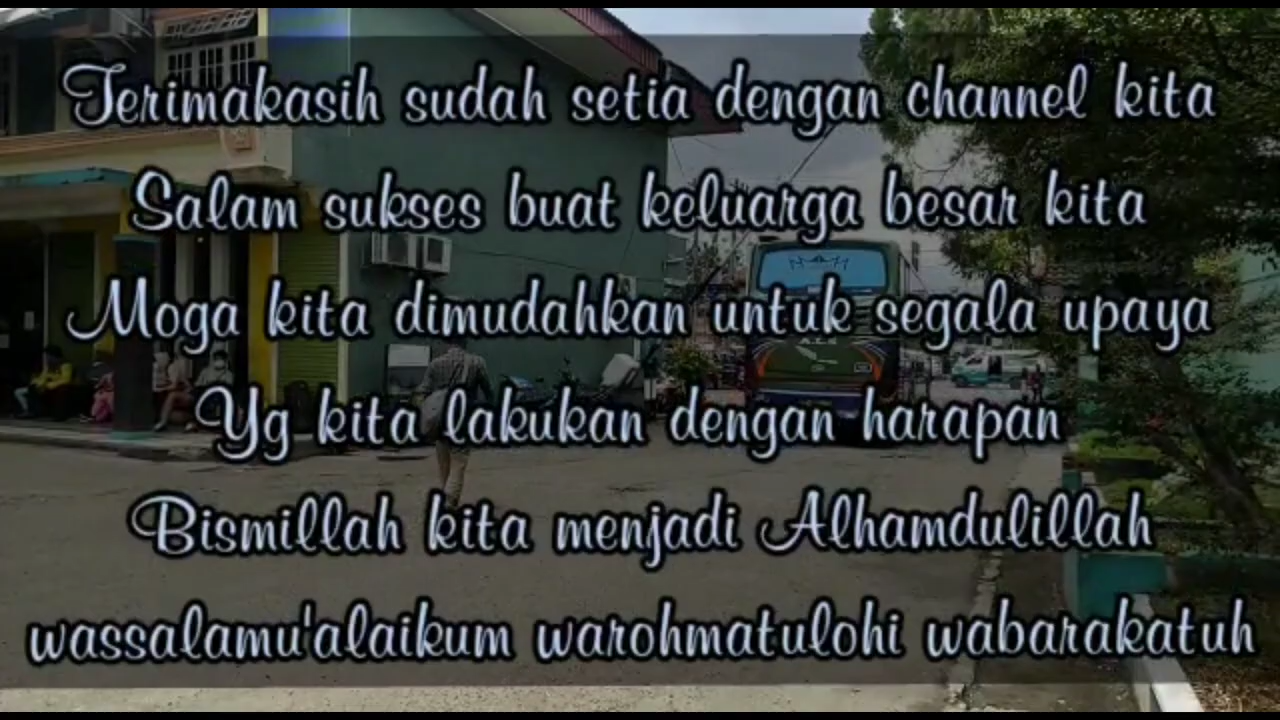 Terimakasih sudah setia dengan channel kita
Salam sukses buat keluarga besar kita
Moga kita dimudahkan untuk segala upaya
Yg kita lakukan dengan harapan
Bismillah kita menjadi Alhamdulillah
wassalamu'alaikum warohmatulohi wabarakatuh